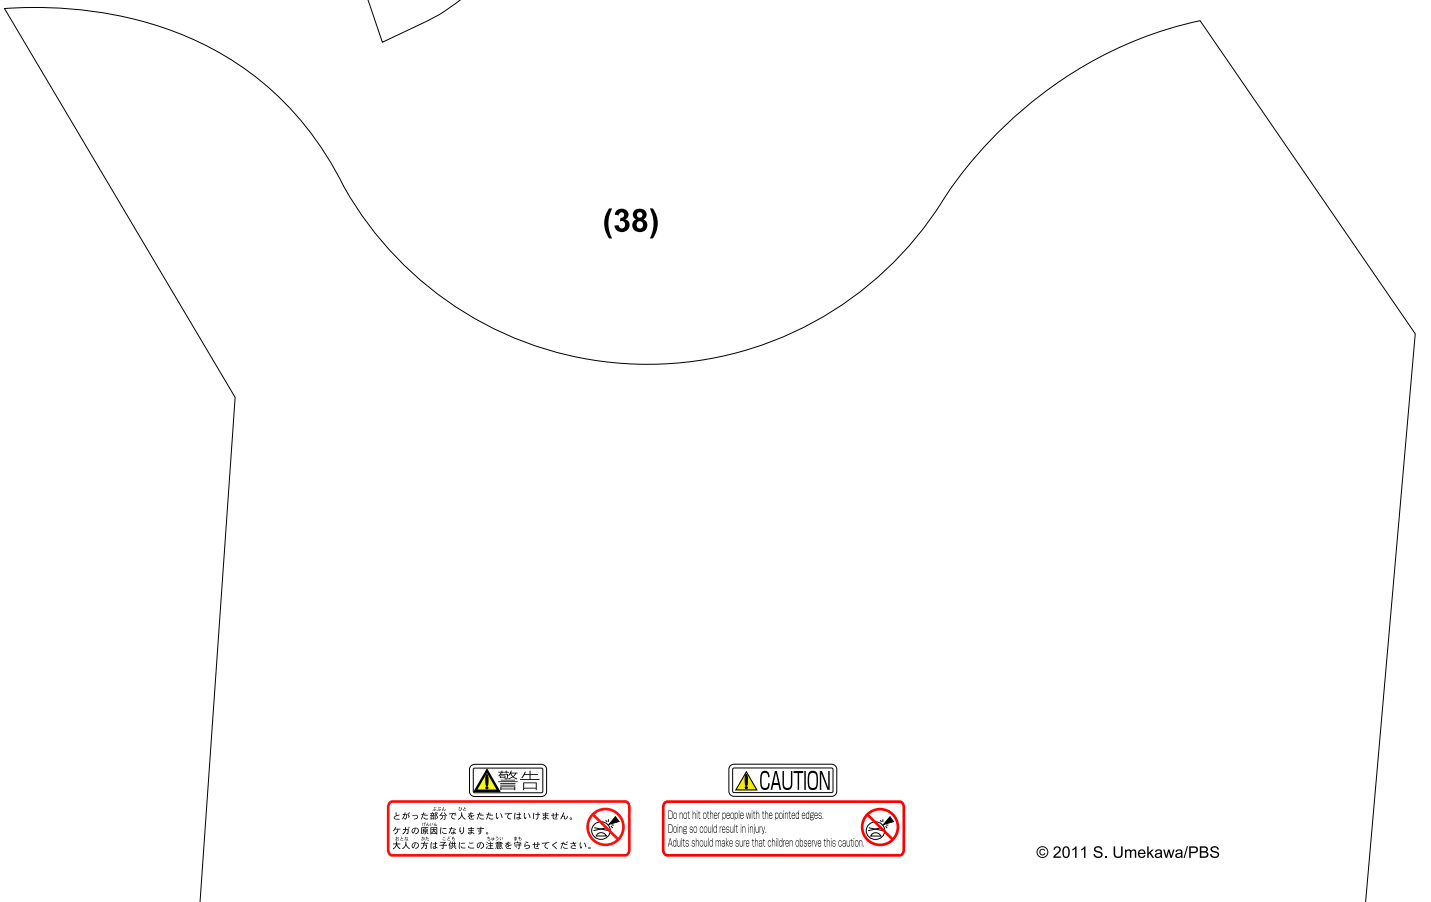 (38)
警告
とがった部分で人をたたいてはいけません。
ケガの原因になります。
大人の方は子供にこの注意を守らせてください。
CAUTION
Do not hit other people with the pointed edges.
Doing so could result in injury.
Adults should make sure that children observe this caution.
© 2011 S. Umekawa/PBS